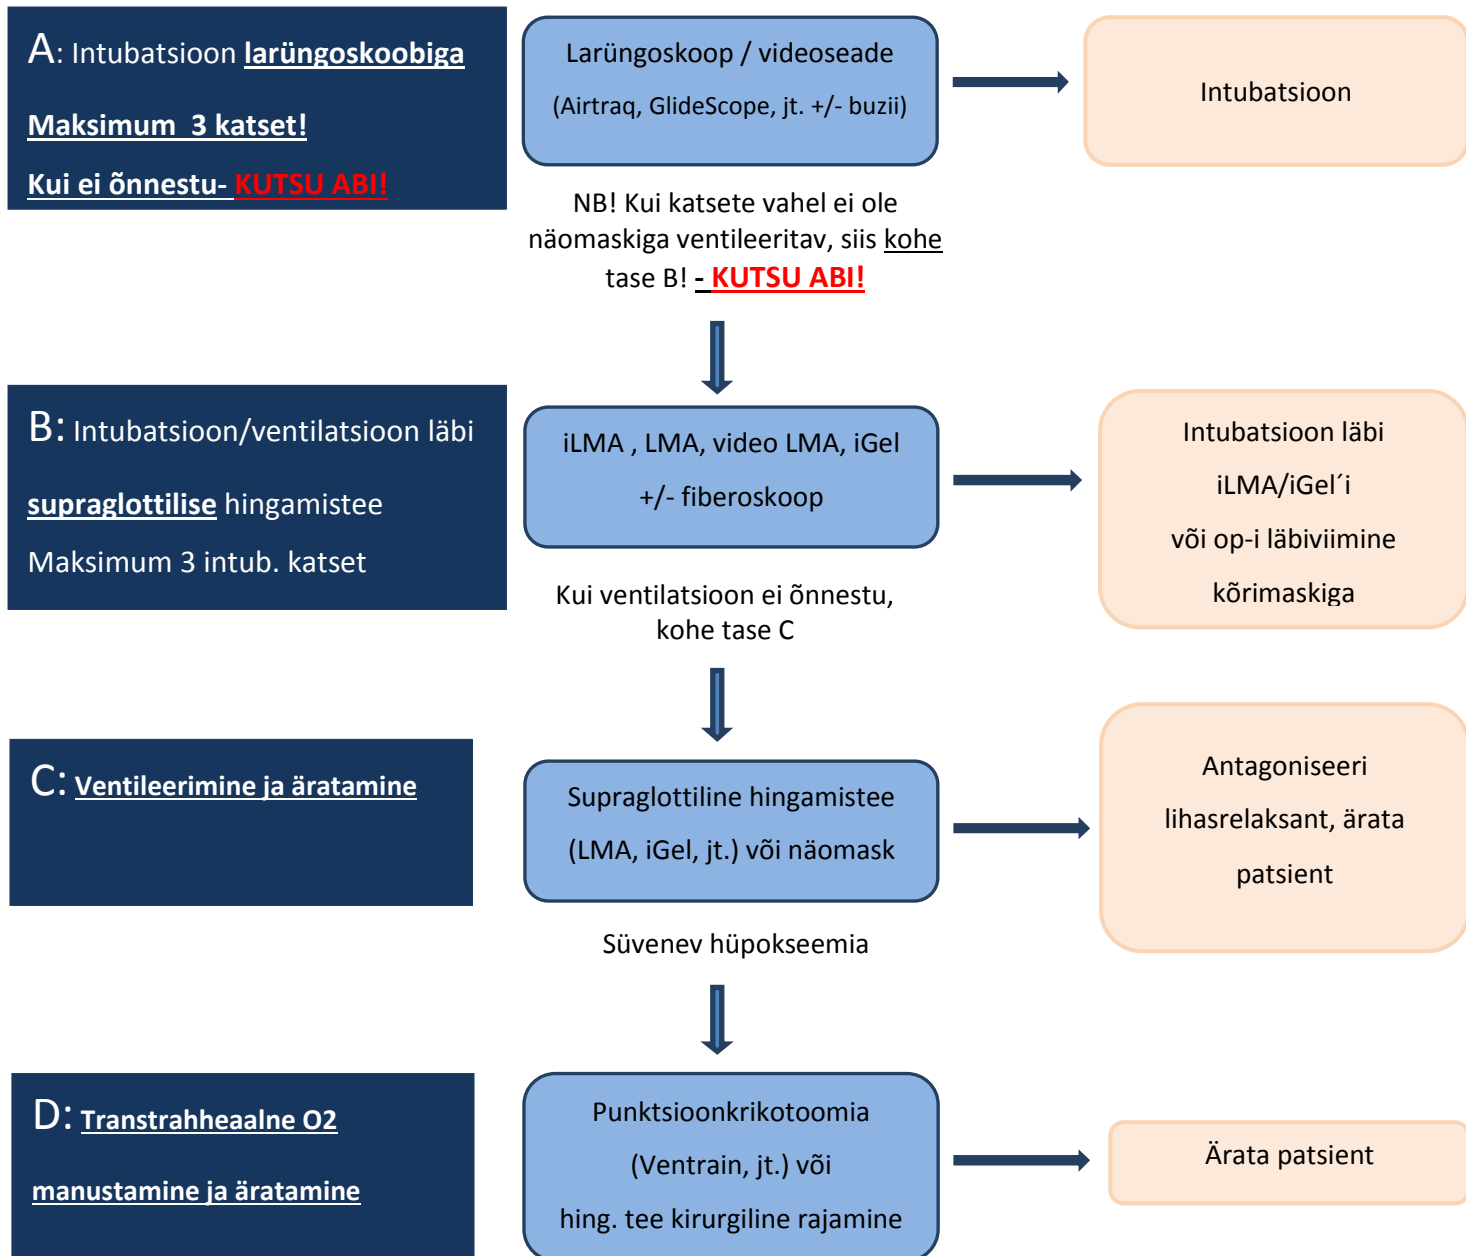 A: Intubatsioon larüngoskoobiga
Maksimum 3 katset!
Kui ei õnnestu- KUTSU ABI!
Larüngoskoop / videoseade
(Airtraq, GlideScope, jt. +/- buzii)
Intubatsioon
NB! Kui katsete vahel ei ole
näomaskiga ventileeritav, siis kohe
tase B! - KUTSU ABI!
B: Intubatsioon/ventilatsioon läbi
supraglottilise hingamistee
Maksimum 3 intub. katset
iLMA , LMA, video LMA, iGel
+/- fiberoskoop
Intubatsioon läbi
iLMA/iGel´i
või op-i läbiviimine
kõrimaskiga
Kui ventilatsioon ei õnnestu,
kohe tase C
C: Ventileerimine ja äratamine
Supraglottiline hingamistee
(LMA, iGel, jt.) või näomask
Antagoniseeri
lihasrelaksant, ärata
patsient
Süvenev hüpokseemia
D: Transtrahheaalne O2
manustamine ja äratamine
Punktsioonkrikotoomia
(Ventrain, jt.) või
hing. tee kirurgiline rajamine
Ärata patsient